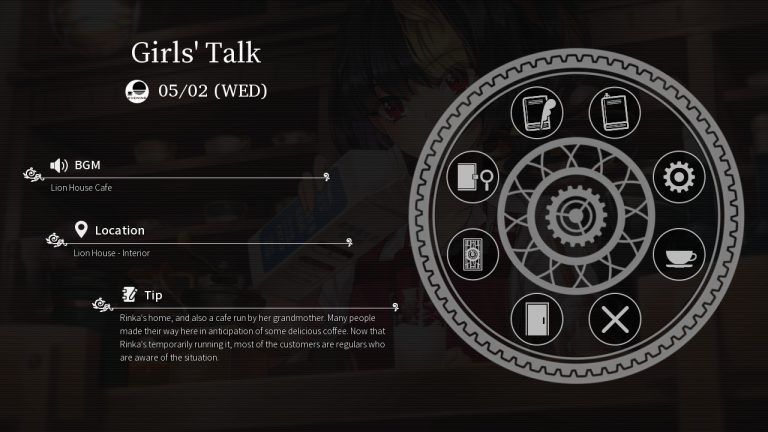 Girls' Talk
05/02 (WED)
BGM
Lion House Cafe
Location
Lion House - Interior
Tip
Rinka's home, and also a cafe run by her grandmother. Many people
made their way here in anticipation of some delicious coffee. Now that
Rinka's temporarily running it, most of the customers are regulars who
are aware of the situation.